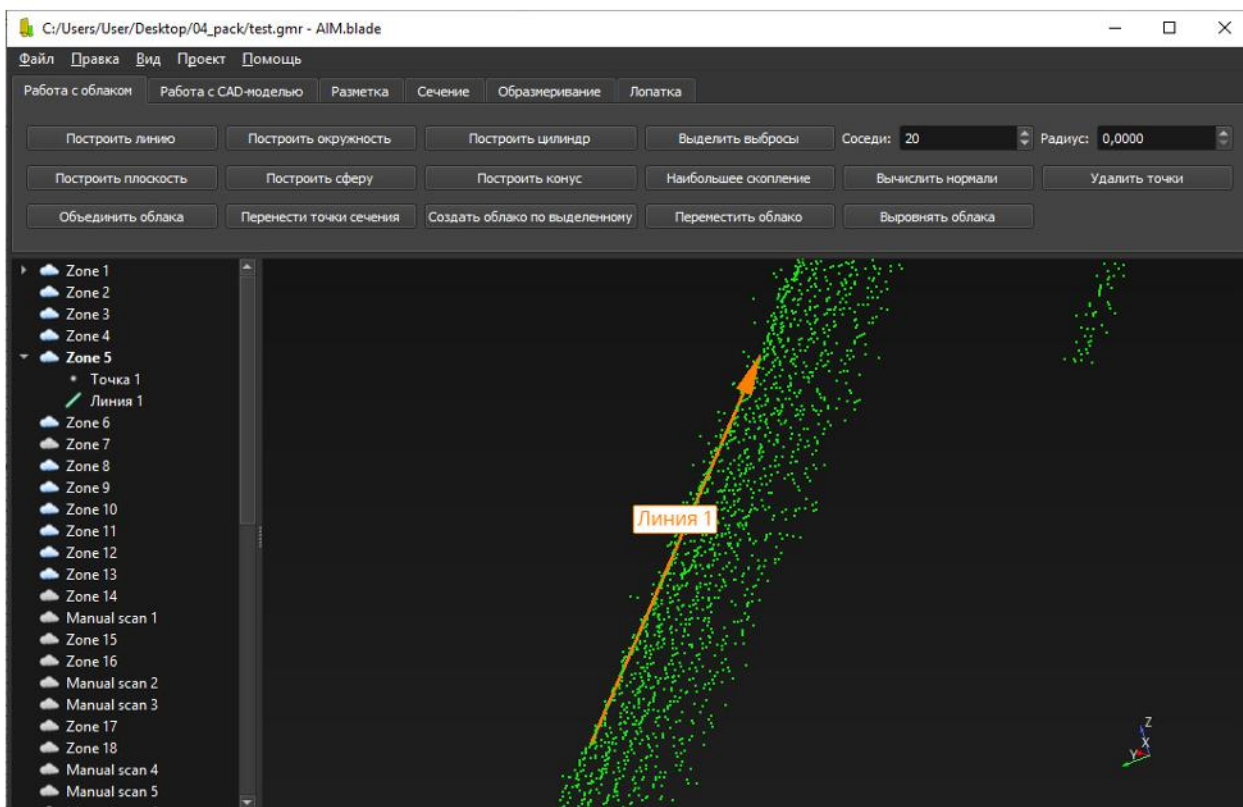 C:/Users/User/Desktop/04_pack/test.gmr - AIM.blade
Файл Правка Вид Проект Помощь
Работа с облаком Работа с CAD-моделью Разметка Сечение Образмеривание Лопатка
Построить линию Построить окружность Построить цилиндр Выделить выбросы Соседи: 20 Радиус: 0,0000
Построить плоскость Построить сферу Построить конус Наибольшее скопление Вычислить нормали Удалить точки
Объединить облака Перенести точки сечения Создать облако по выделенному Переместить облако Выровнять облака
Zone 1
Zone 2
Zone 3
Zone 4
Zone 5
Точка 1
Линия 1
Zone 6
Zone 7
Zone 8
Zone 9
Zone 10
Zone 11
Zone 12
Zone 13
Zone 14
Manual scan 1
Zone 15
Zone 16
Manual scan 2
Manual scan 3
Zone 17
Zone 18
Manual scan 4
Manual scan 5
Линия 1
Z
X
Y